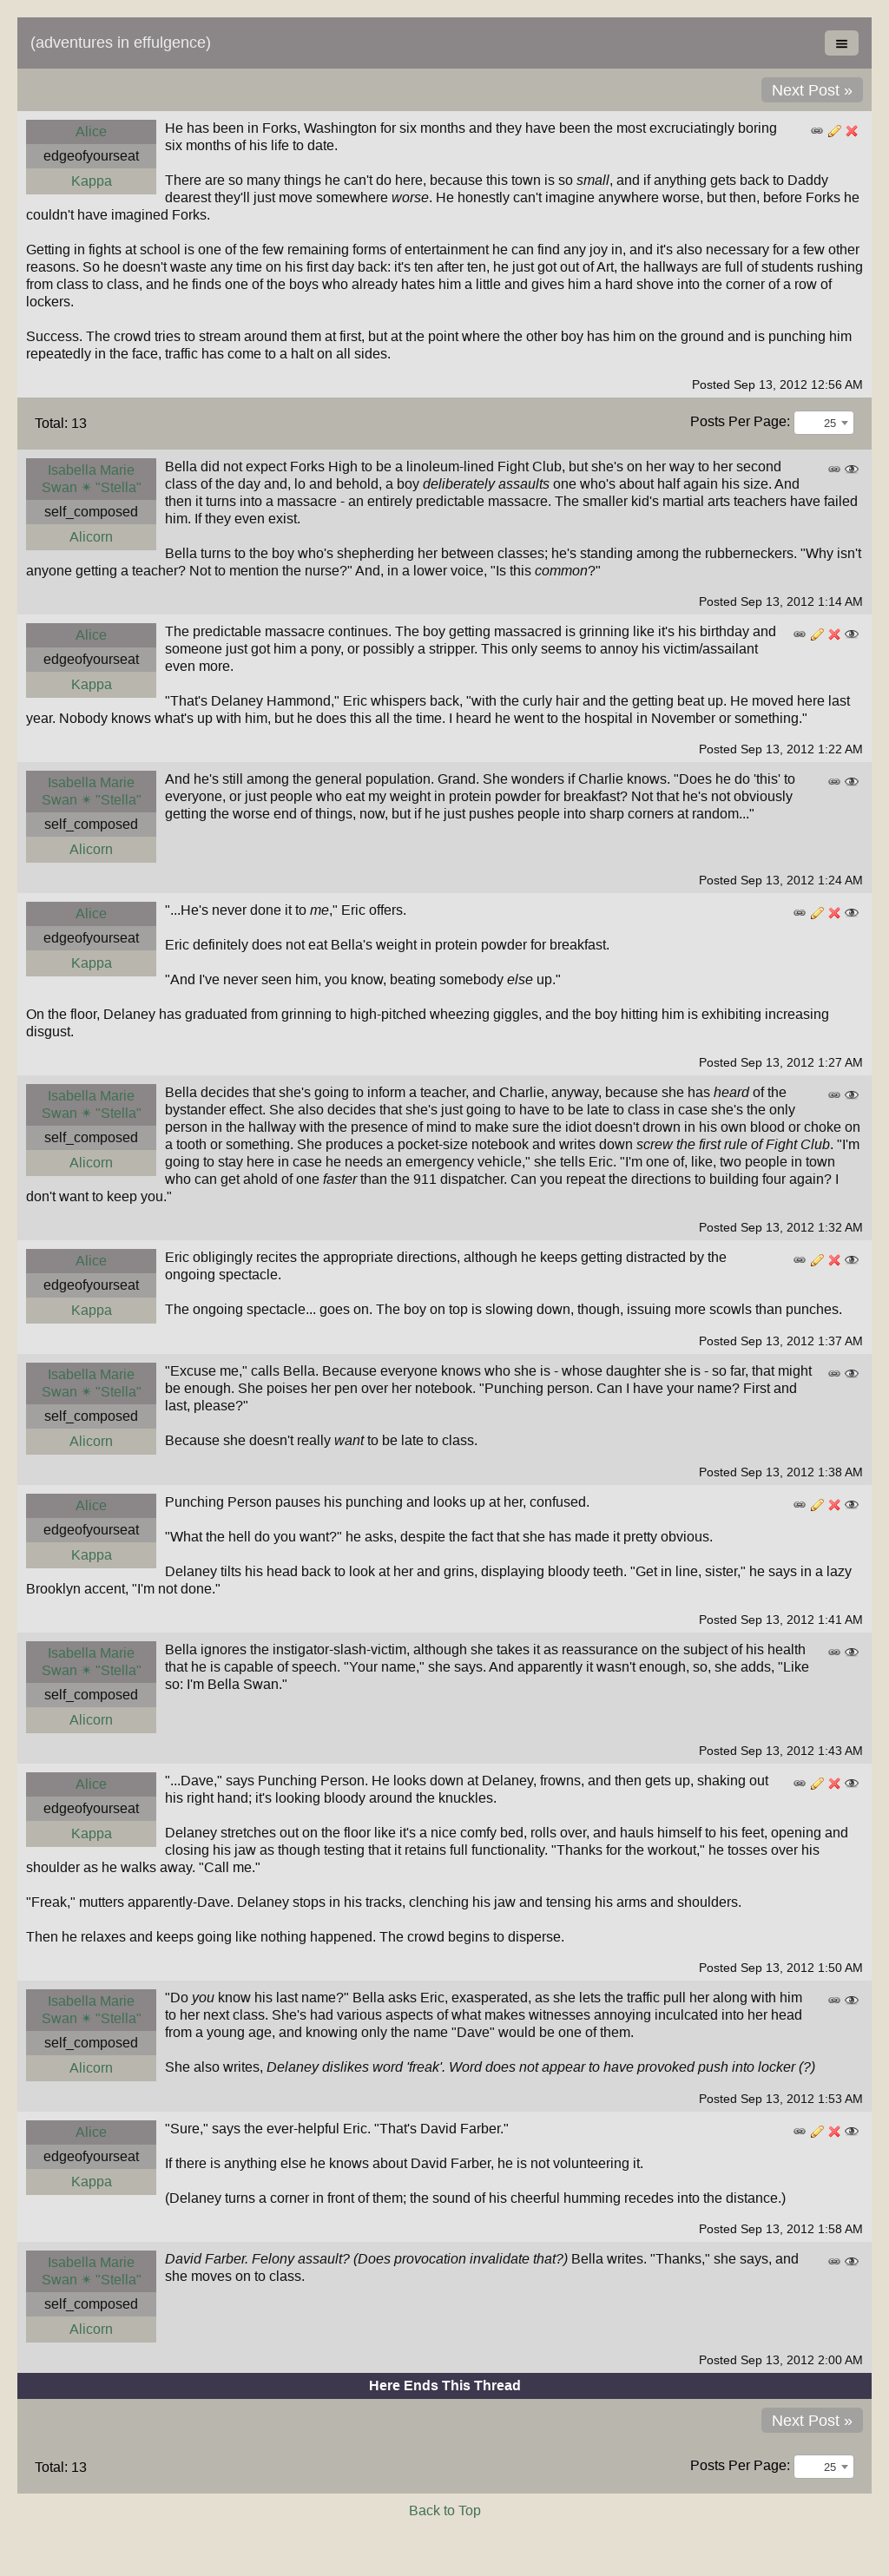 (adventures in effulgence)
Next Post »
Alice
edgeofyourseat
Kappa
He has been in Forks, Washington for six months and they have been the most excruciatingly boring
six months of his life to date.
There are so many things he can't do here, because this town is so small, and if anything gets back to Daddy
dearest they'll just move somewhere worse. He honestly can't imagine anywhere worse, but then, before Forks he
couldn't have imagined Forks.
Getting in fights at school is one of the few remaining forms of entertainment he can find any joy in, and it's also necessary for a few other
reasons. So he doesn't waste any time on his first day back: it's ten after ten, he just got out of Art, the hallways are full of students rushing
from class to class, and he finds one of the boys who already hates him a little and gives him a hard shove into the corner of a row of
lockers.
Success. The crowd tries to stream around them at first, but at the point where the other boy has him on the ground and is punching him
repeatedly in the face, traffic has come to a halt on all sides.
Posted Sep 13, 2012 12:56 AM
Total: 13
Posts Per Page: 25
Isabella Marie
Swan ✴ "Stella"
self_composed
Alicorn
Bella did not expect Forks High to be a linoleum-lined Fight Club, but she's on her way to her second
class of the day and, lo and behold, a boy deliberately assaults one who's about half again his size. And
then it turns into a massacre - an entirely predictable massacre. The smaller kid's martial arts teachers have failed
him. If they even exist.
Bella turns to the boy who's shepherding her between classes; he's standing among the rubberneckers. "Why isn't
anyone getting a teacher? Not to mention the nurse?" And, in a lower voice, "Is this common?"
Posted Sep 13, 2012 1:14 AM
Alice
edgeofyourseat
Kappa
The predictable massacre continues. The boy getting massacred is grinning like it's his birthday and
someone just got him a pony, or possibly a stripper. This only seems to annoy his victim/assailant
even more.
"That's Delaney Hammond," Eric whispers back, "with the curly hair and the getting beat up. He moved here last
year. Nobody knows what's up with him, but he does this all the time. I heard he went to the hospital in November or something."
Posted Sep 13, 2012 1:22 AM
Isabella Marie
Swan ✴ "Stella"
self_composed
Alicorn
And he's still among the general population. Grand. She wonders if Charlie knows. "Does he do 'this' to
everyone, or just people who eat my weight in protein powder for breakfast? Not that he's not obviously
getting the worse end of things, now, but if he just pushes people into sharp corners at random..."
Posted Sep 13, 2012 1:24 AM
Alice
edgeofyourseat
Kappa
"...He's never done it to me," Eric offers.
Eric definitely does not eat Bella's weight in protein powder for breakfast.
"And I've never seen him, you know, beating somebody else up."
On the floor, Delaney has graduated from grinning to high-pitched wheezing giggles, and the boy hitting him is exhibiting increasing
disgust.
Posted Sep 13, 2012 1:27 AM
Isabella Marie
Swan ✴ "Stella"
self_composed
Alicorn
Bella decides that she's going to inform a teacher, and Charlie, anyway, because she has heard of the
bystander effect. She also decides that she's just going to have to be late to class in case she's the only
person in the hallway with the presence of mind to make sure the idiot doesn't drown in his own blood or choke on
a tooth or something. She produces a pocket-size notebook and writes down screw the first rule of Fight Club. "I'm
going to stay here in case he needs an emergency vehicle," she tells Eric. "I'm one of, like, two people in town
who can get ahold of one faster than the 911 dispatcher. Can you repeat the directions to building four again? I
don't want to keep you."
Posted Sep 13, 2012 1:32 AM
Alice
edgeofyourseat
Kappa
Eric obligingly recites the appropriate directions, although he keeps getting distracted by the
ongoing spectacle.
The ongoing spectacle... goes on. The boy on top is slowing down, though, issuing more scowls than punches.
Posted Sep 13, 2012 1:37 AM
Isabella Marie
Swan ✴ "Stella"
self_composed
Alicorn
"Excuse me," calls Bella. Because everyone knows who she is - whose daughter she is - so far, that might
be enough. She poises her pen over her notebook. "Punching person. Can I have your name? First and
last, please?"
Because she doesn't really want to be late to class.
Posted Sep 13, 2012 1:38 AM
Alice
edgeofyourseat
Kappa
Punching Person pauses his punching and looks up at her, confused.
"What the hell do you want?" he asks, despite the fact that she has made it pretty obvious.
Delaney tilts his head back to look at her and grins, displaying bloody teeth. "Get in line, sister," he says in a lazy
Brooklyn accent, "I'm not done."
Posted Sep 13, 2012 1:41 AM
Isabella Marie
Swan ✴ "Stella"
self_composed
Alicorn
Bella ignores the instigator-slash-victim, although she takes it as reassurance on the subject of his health
that he is capable of speech. "Your name," she says. And apparently it wasn't enough, so, she adds, "Like
so: I'm Bella Swan."
Posted Sep 13, 2012 1:43 AM
Alice
edgeofyourseat
Kappa
"...Dave," says Punching Person. He looks down at Delaney, frowns, and then gets up, shaking out
his right hand; it's looking bloody around the knuckles.
Delaney stretches out on the floor like it's a nice comfy bed, rolls over, and hauls himself to his feet, opening and
closing his jaw as though testing that it retains full functionality. "Thanks for the workout," he tosses over his
shoulder as he walks away. "Call me."
"Freak," mutters apparently-Dave. Delaney stops in his tracks, clenching his jaw and tensing his arms and shoulders.
Then he relaxes and keeps going like nothing happened. The crowd begins to disperse.
Posted Sep 13, 2012 1:50 AM
Isabella Marie
Swan ✴ "Stella"
self_composed
Alicorn
"Do you know his last name?" Bella asks Eric, exasperated, as she lets the traffic pull her along with him
to her next class. She's had various aspects of what makes witnesses annoying inculcated into her head
from a young age, and knowing only the name "Dave" would be one of them.
She also writes, Delaney dislikes word 'freak'. Word does not appear to have provoked push into locker (?)
Posted Sep 13, 2012 1:53 AM
Alice
edgeofyourseat
Kappa
"Sure," says the ever-helpful Eric. "That's David Farber."
If there is anything else he knows about David Farber, he is not volunteering it.
(Delaney turns a corner in front of them; the sound of his cheerful humming recedes into the distance.)
Posted Sep 13, 2012 1:58 AM
Isabella Marie
Swan ✴ "Stella"
self_composed
Alicorn
David Farber. Felony assault? (Does provocation invalidate that?) Bella writes. "Thanks," she says, and
she moves on to class.
Posted Sep 13, 2012 2:00 AM
Here Ends This Thread
Next Post »
Total: 13
Posts Per Page: 25
Back to Top